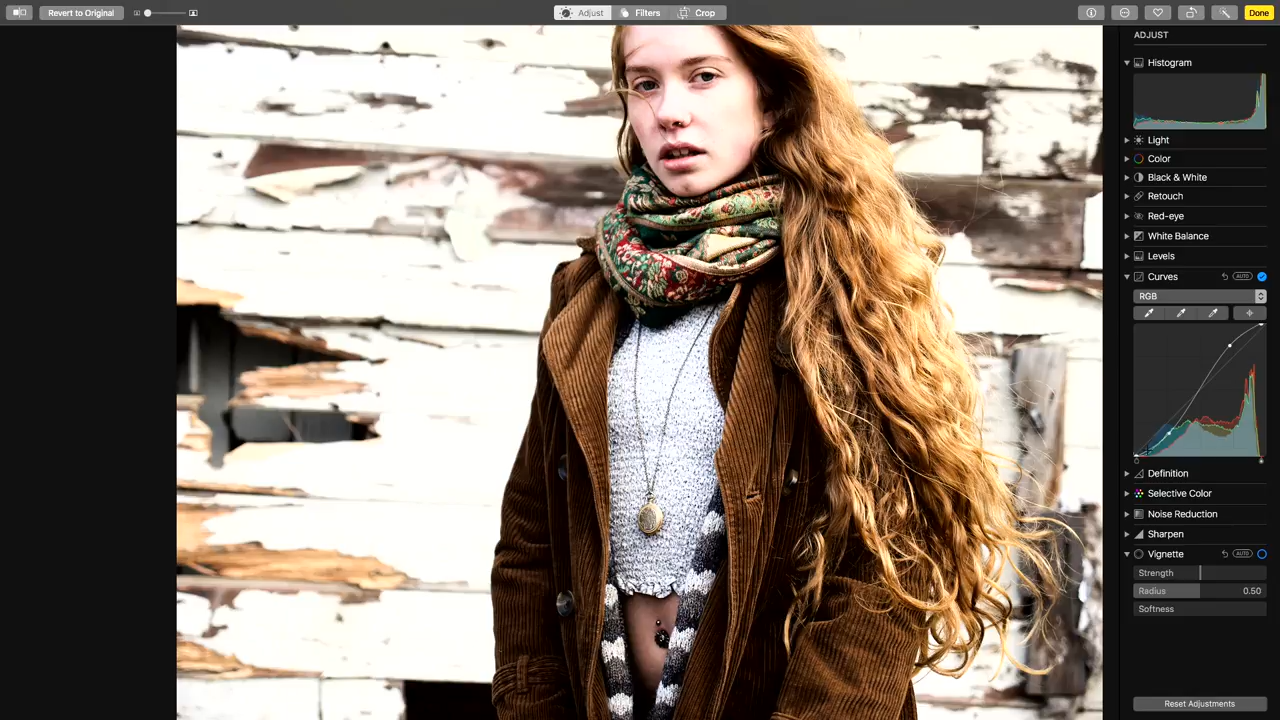 Revert to Original
Adjust
Filters
Crop
Done
ADJUST
Histogram
Light
Color
Black & White
Retouch
Red-eye
White Balance
Levels
Curves AUTO
RGB
Definition
Selective Color
Noise Reduction
Sharpen
Vignette AUTO
Strength
Radius 0.50
Softness
Reset Adjustments